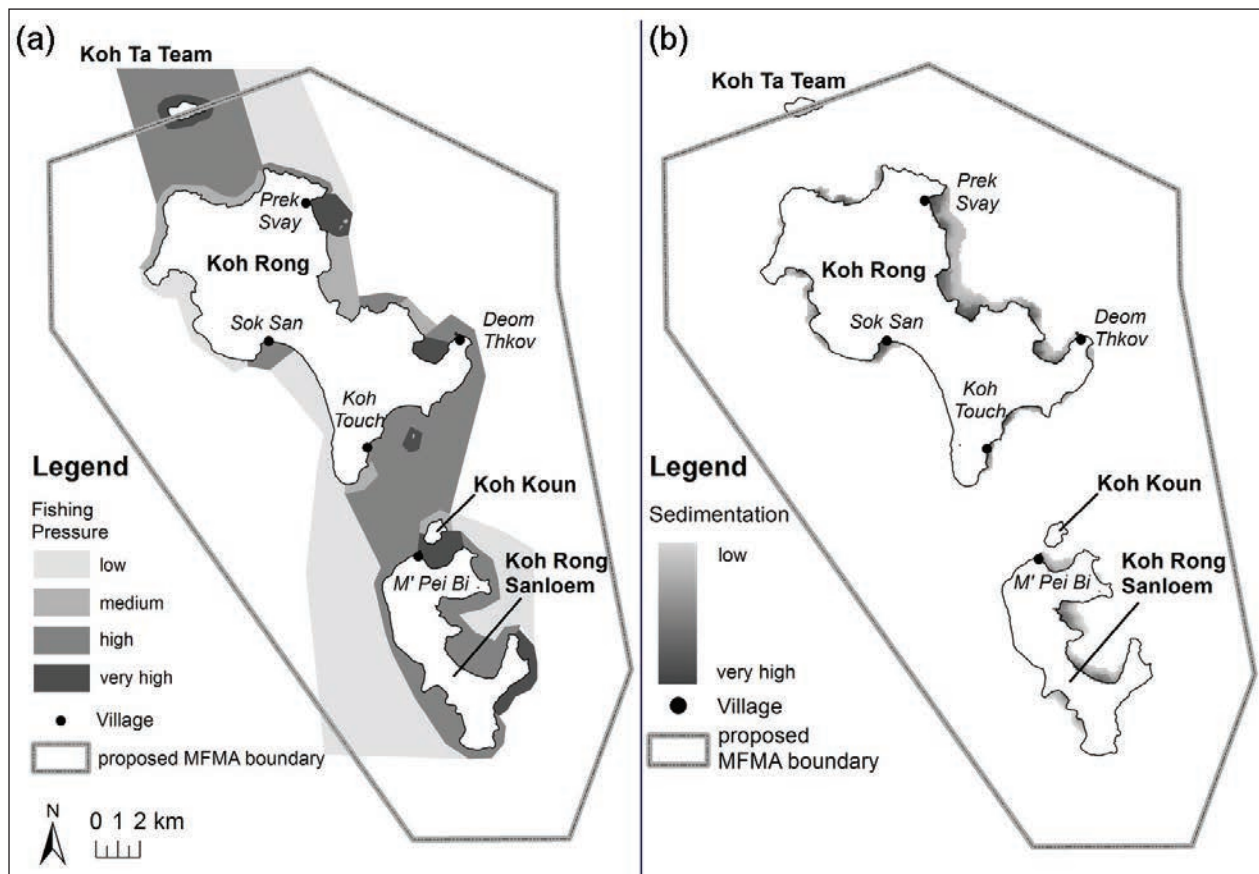 (a)
Koh Ta Team
Prek
Svay
Koh Rong
Sok San
Deom
Thkov
Koh
Touch
Koh Koun
Koh Rong
Sanloem
M' Pei Bi
Legend
Fishing
Pressure
low
medium
high
very high
Village
proposed MFMA boundary
N
0 1 2 km
(b)
Koh Ta Team
Prek
Svay
Koh Rong
Sok San
Deom
Thkov
Koh
Touch
Koh Koun
Koh Rong
Sanloem
M' Pei Bi
Legend
Sedimentation
low
very high
Village
proposed
MFMA boundary